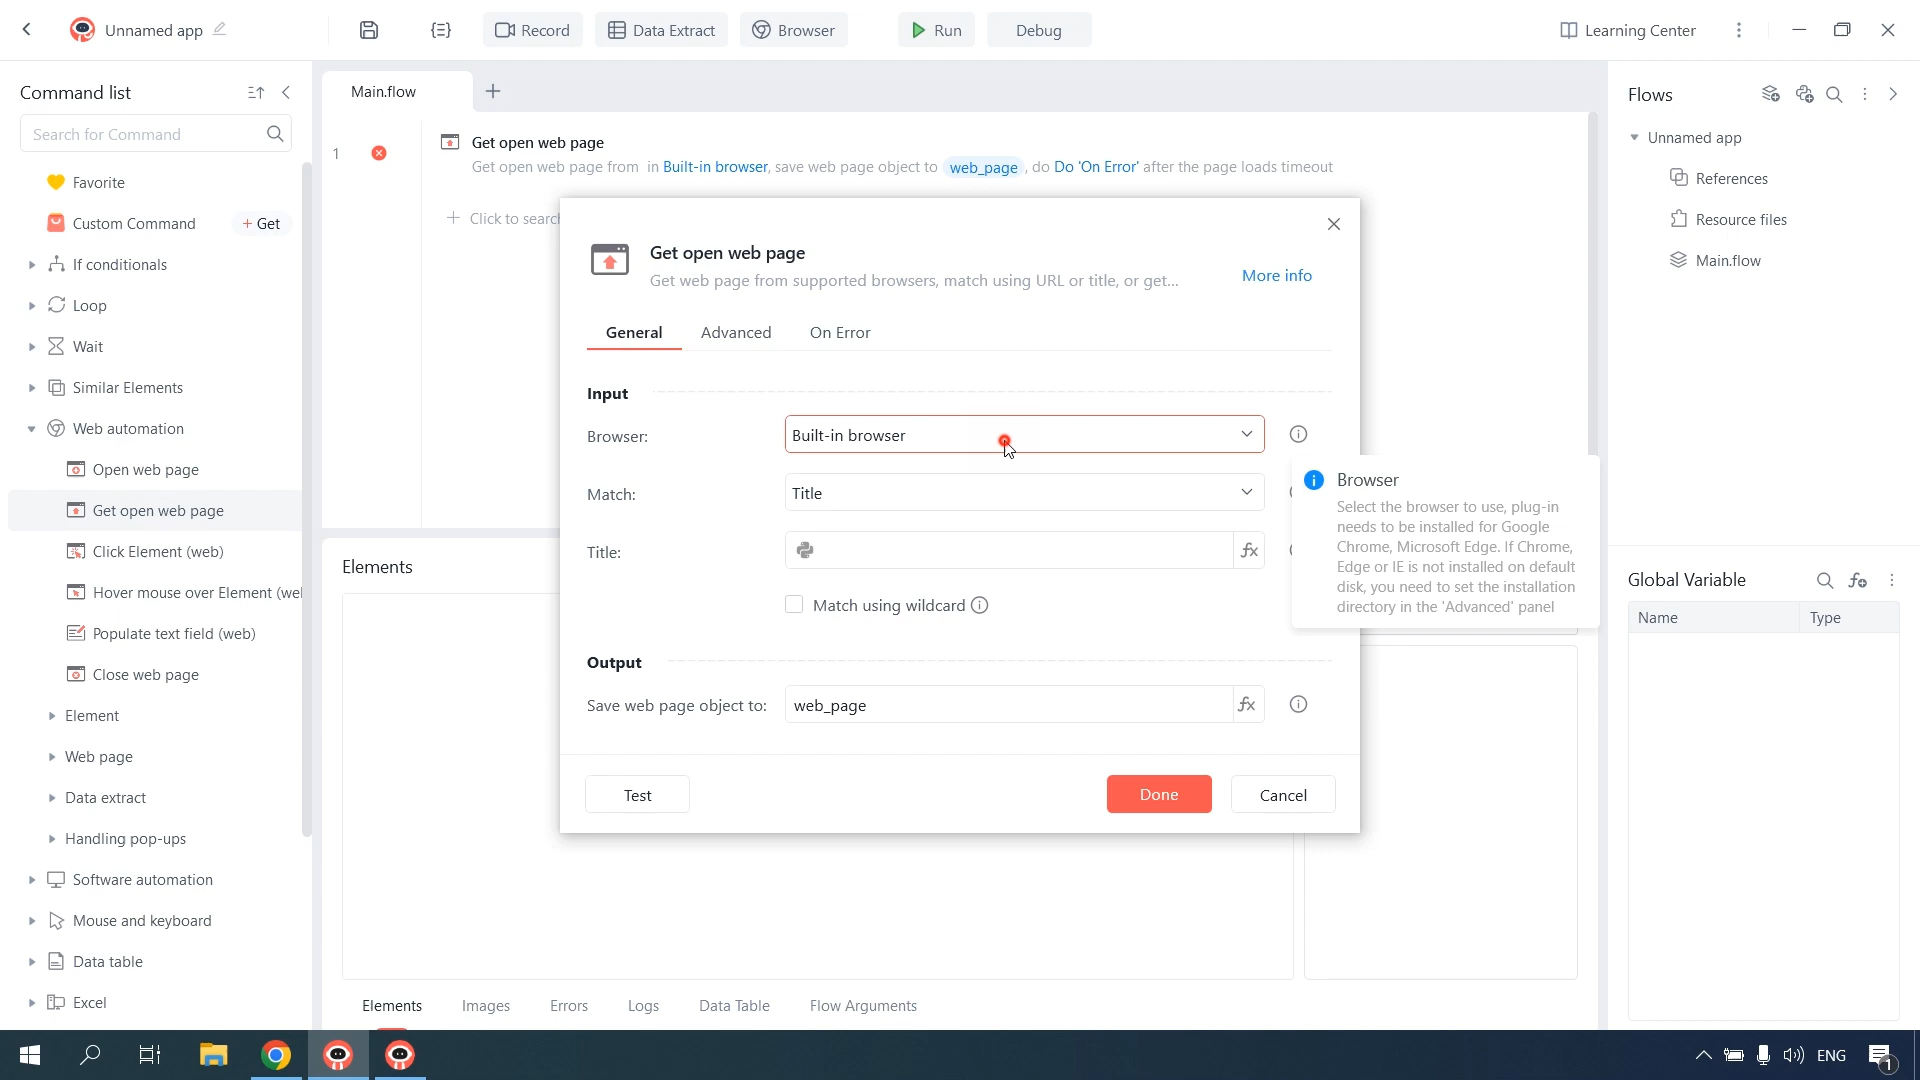 Unnamed app
Record
Data Extract
Browser
Run
Debug
Learning Center
Command list
Search for Command
Favorite
Custom Command
+ Get
If conditionals
Loop
Wait
Similar Elements
Web automation
Open web page
Get open web page
Click Element (web)
Hover mouse over Element (we
Populate text field (web)
Close web page
Element
Web page
Data extract
Handling pop-ups
Software automation
Mouse and keyboard
Data table
Excel
Main.flow
1
Get open web page
Get open web page from in Built-in browser, save web page object to web_page , do Do 'On Error' after the page loads timeout
Click to search
Get open web page
Get web page from supported browsers, match using URL or title, or get...
More info
General
Advanced
On Error
Input
Browser:
Built-in browser
Match:
Title
Title:
fx
Match using wildcard
Output
Save web page object to:
web_page
fx
Test
Done
Cancel
Browser
Select the browser to use, plug-in
needs to be installed for Google
Chrome, Microsoft Edge. If Chrome,
Edge or IE is not installed on default
disk, you need to set the installation
directory in the 'Advanced' panel
Elements
Elements
Images
Errors
Logs
Data Table
Flow Arguments
Flows
Unnamed app
References
Resource files
Main.flow
Global Variable
Name
Type
ENG
1